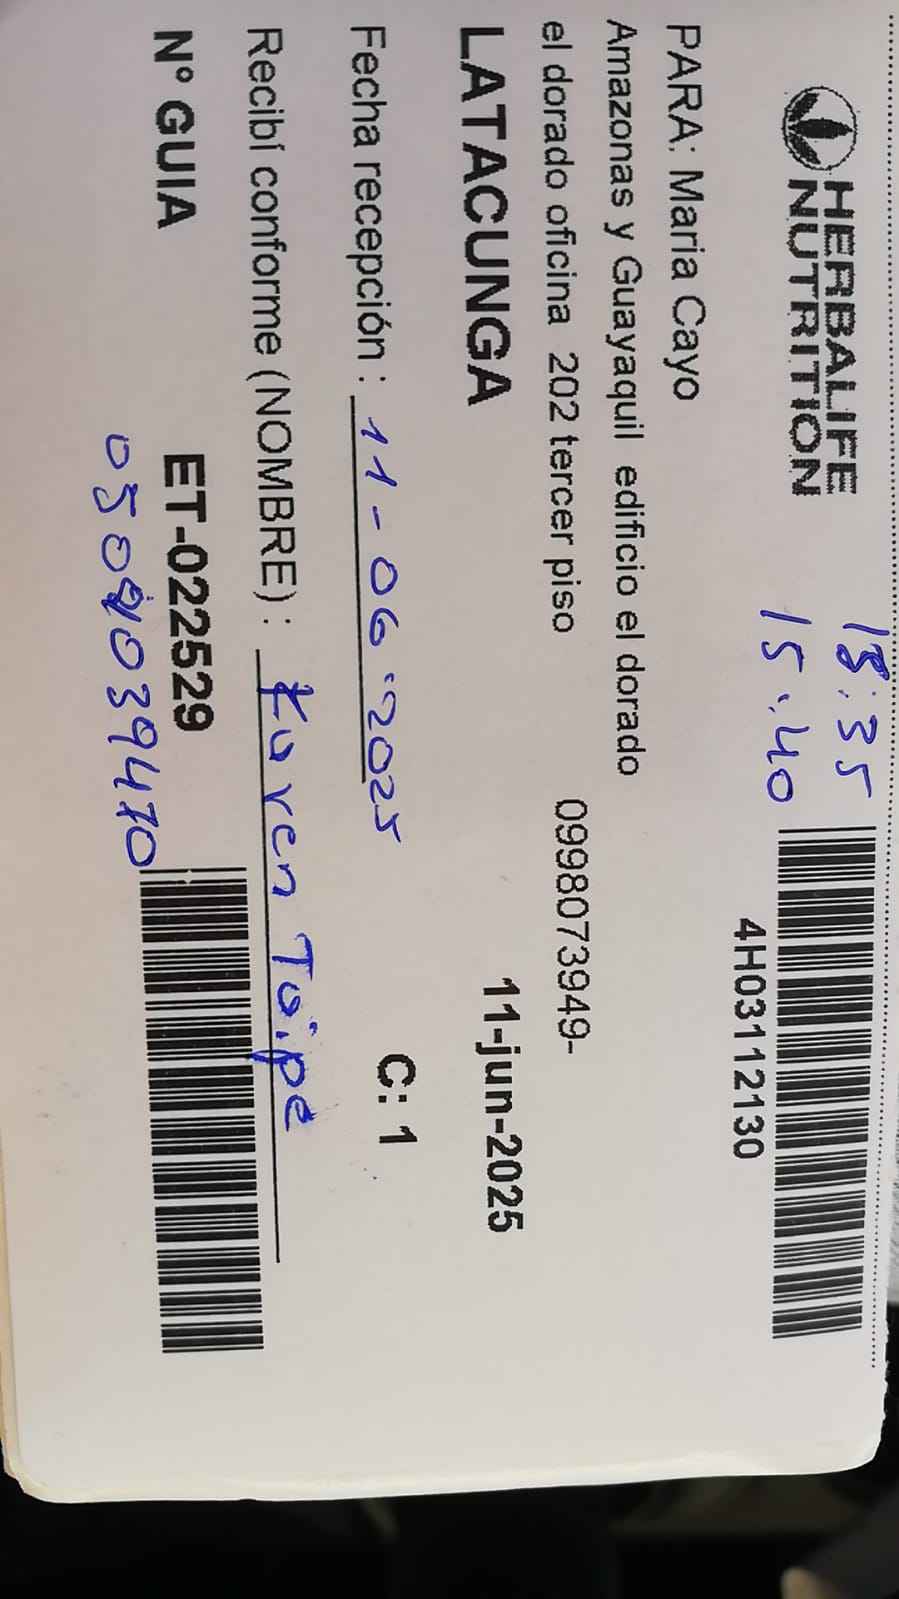 HERBALIFE
NUTRITION
18:35
15:40
4H03112130
PARA: Maria Cayo
Amazonas y Guayaquil edificio el dorado
el dorado oficina 202 tercer piso 0998073949-
LATACUNGA 11-jun-2025
Fecha recepción : 11-06-2025 C: 1
Recibí conforme (NOMBRE) : Karen Toipe
N° GUIA ET-022529